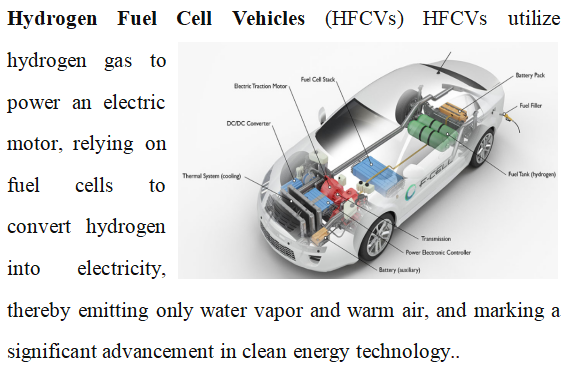 Hydrogen Fuel Cell Vehicles (HFCVs) HFCVs utilize
hydrogen gas to
power an electric
motor, relying on
fuel cells to
convert hydrogen
into electricity,
thereby emitting only water vapor and warm air, and marking a
significant advancement in clean energy technology..
Battery Pack
Fuel Cell Stack
Electric Traction Motor
Fuel Filler
DC/DC Converter
Thermal System (cooling)
Fuel Tank (hydrogen)
F-CELL
Transmission
Power Electronic Controller
Battery (auxiliary)